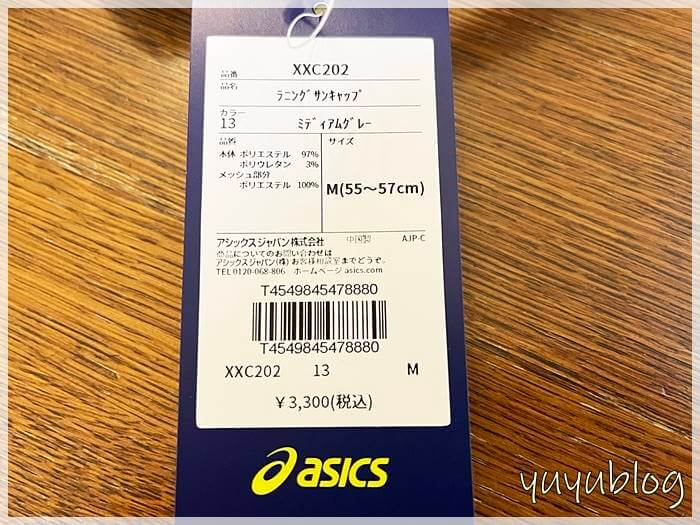 品番 XXC202
品名 ﾗﾆﾝｸﾞｻﾝｷｬｯﾌﾟ
カラー
13 ﾐﾃﾞｨｱﾑｸﾞﾚｰ
品質
サイズ
本体 ポリエステル 97%
ポリウレタン 3%
メッシュ部分
ポリエステル 100%
M(55〜57cm)
アシックスジャパン株式会社 中国製 AJP-C
商品についてのお問い合わせは
アシックスジャパン(株)お客様相談室までどうぞ。
TEL 0120-068-806 ホームページ asics.com
T4549845478880
T4549845478880
XXC202 13 M
¥3,300(税込)
asics
yuyublog